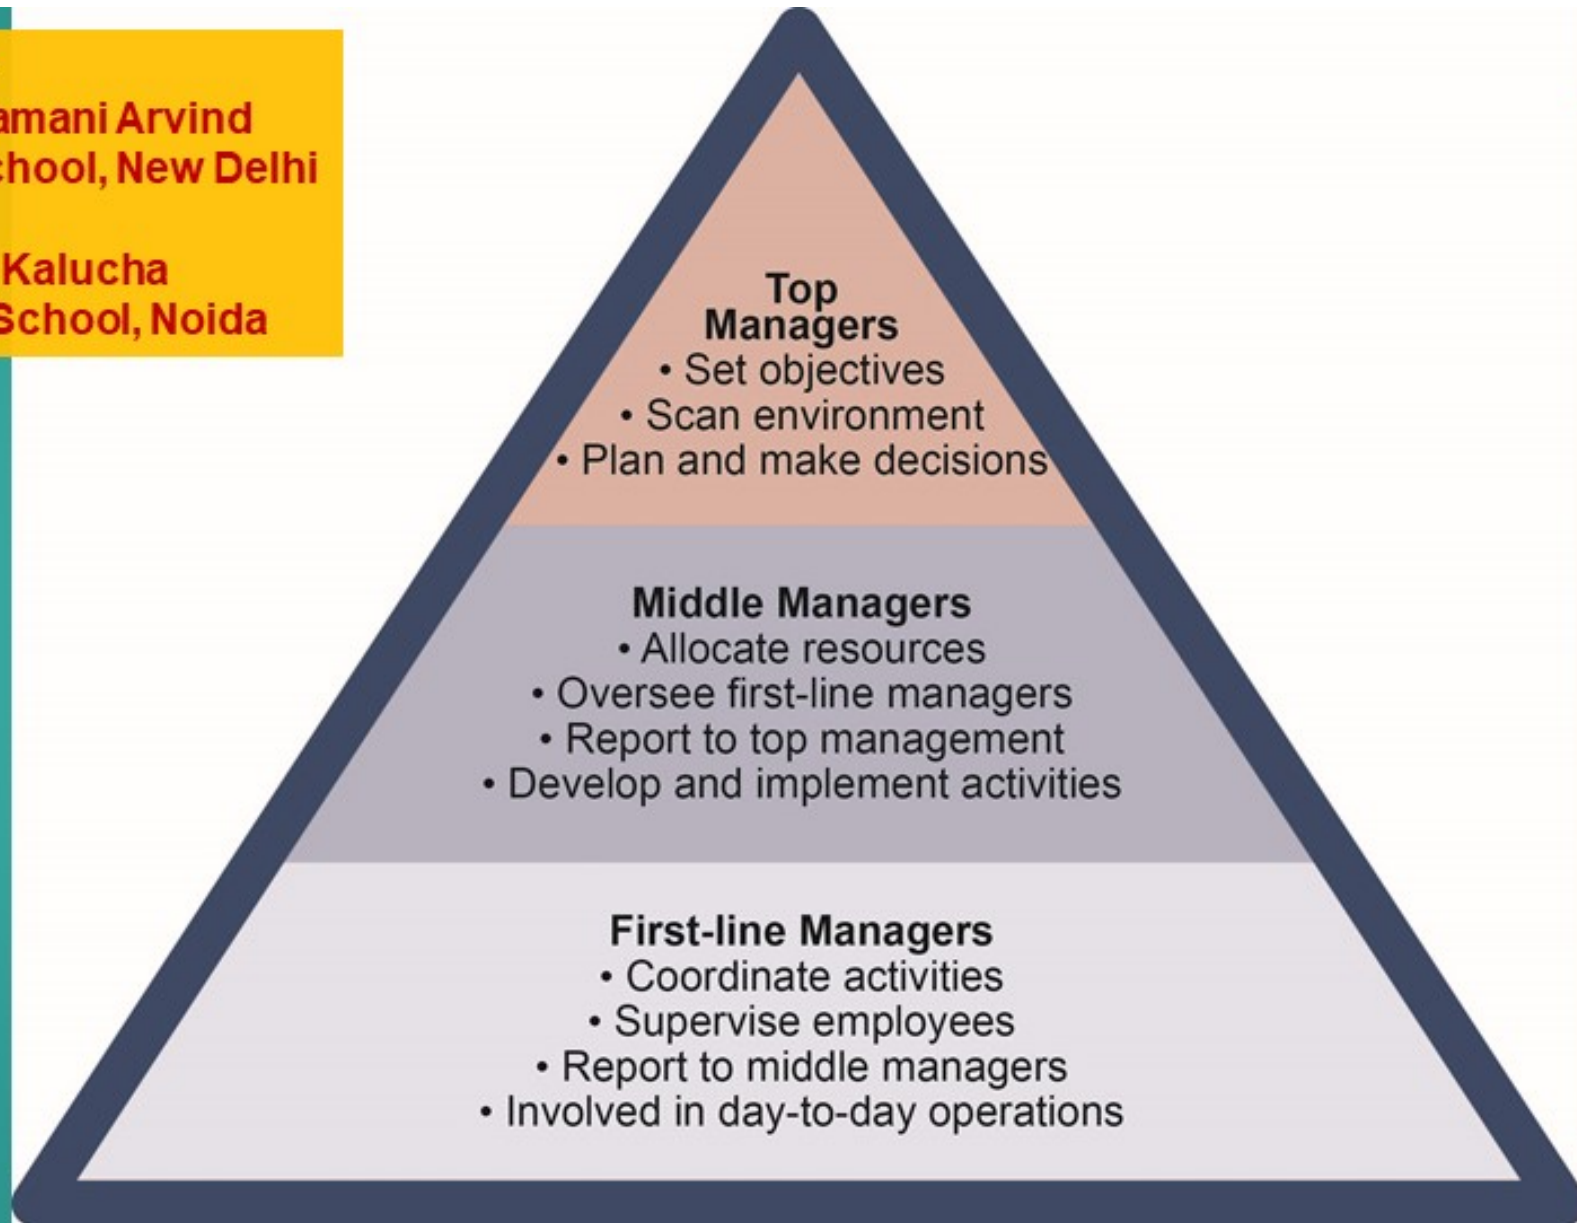 amani Arvind
chool, New Delhi
Kalucha
School, Noida
Top
Managers
• Set objectives
• Scan environment
• Plan and make decisions
Middle Managers
• Allocate resources
• Oversee first-line managers
• Report to top management
• Develop and implement activities
First-line Managers
• Coordinate activities
• Supervise employees
• Report to middle managers
• Involved in day-to-day operations